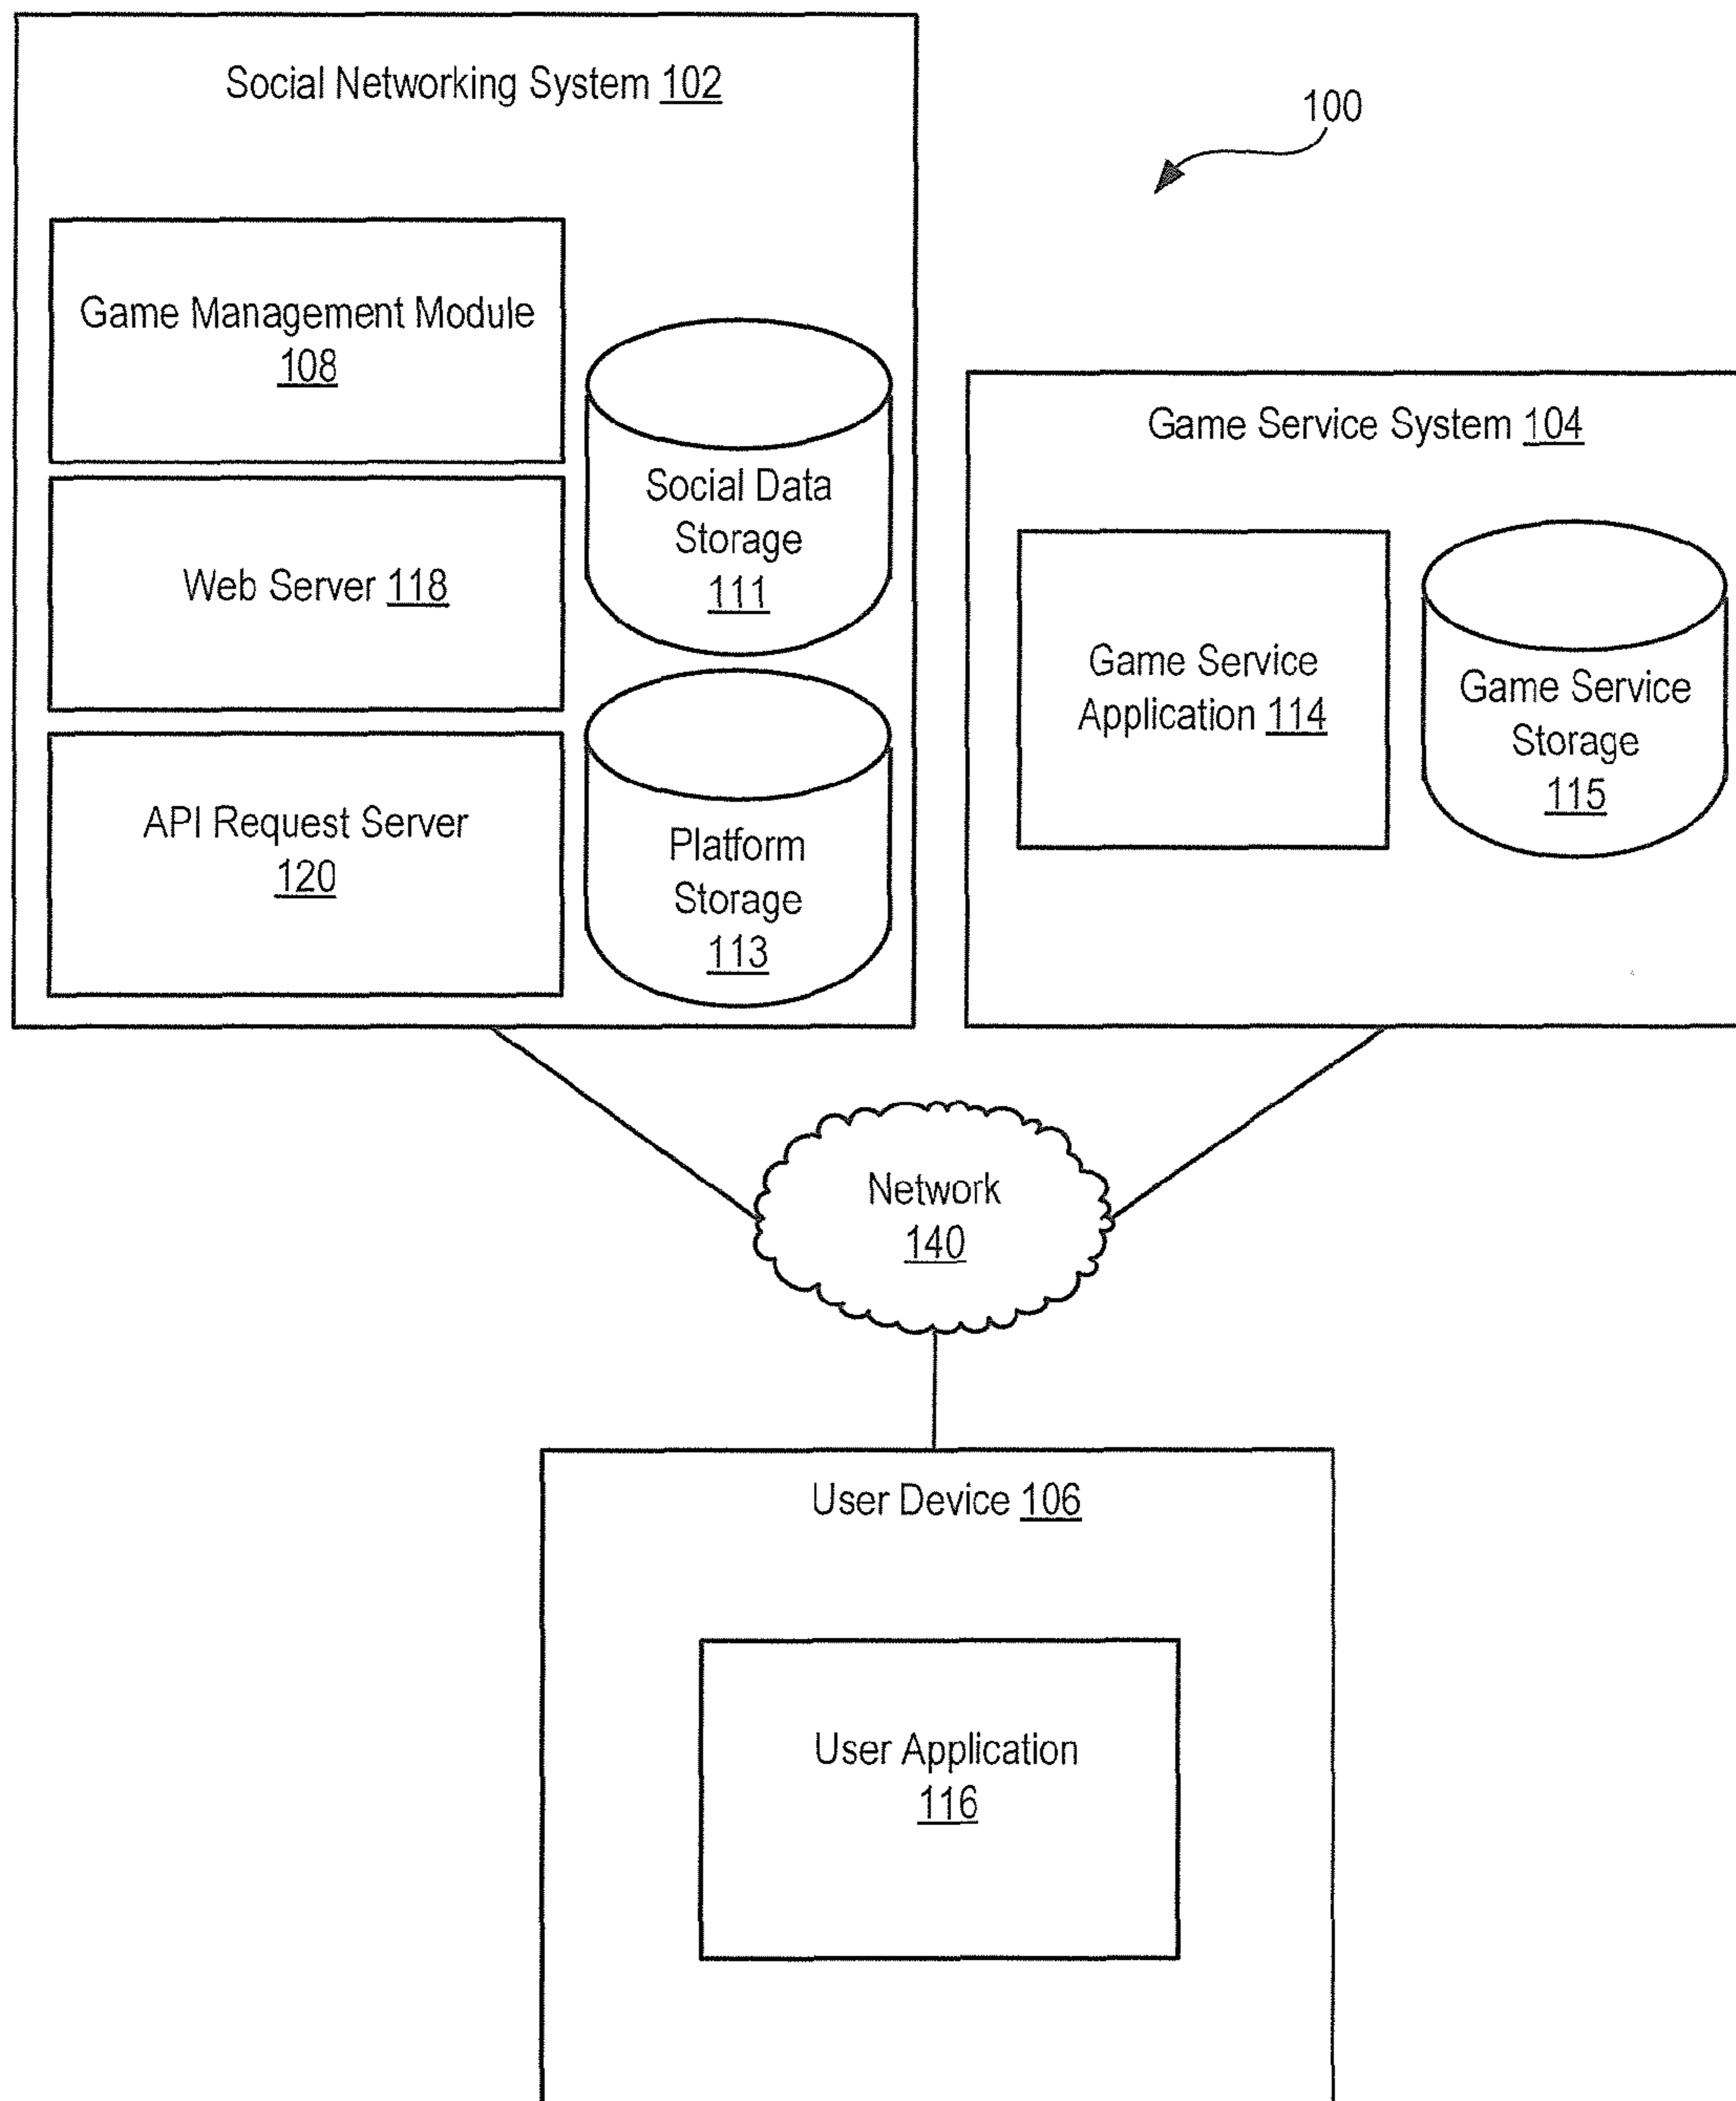 Social Networking System 102
100
Game Management Module
108
Social Data
Storage
111
Web Server 118
API Request Server
120
Platform
Storage
113
Game Service System 104
Game Service
Application 114
Game Service
Storage
115
Network
140
User Device 106
User Application
116